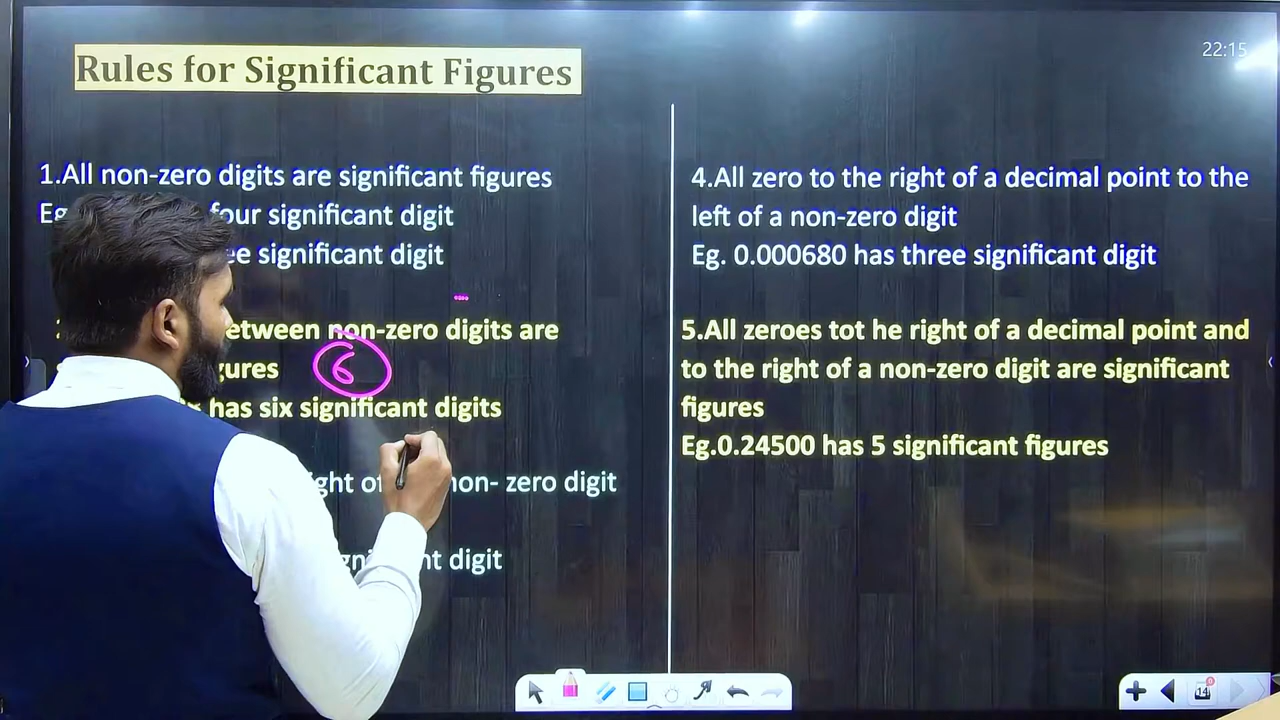 22:15
Rules for Significant Figures
1.All non-zero digits are significant figures
Eg four significant digit
significant digit
non-zero digits are
6
has six significant digits
non- zero digit
digit
4.All zero to the right of a decimal point to the
left of a non-zero digit
Eg. 0.000680 has three significant digit
5.All zeroes tot he right of a decimal point and
to the right of a non-zero digit are significant
figures
Eg.0.24500 has 5 significant figures
14